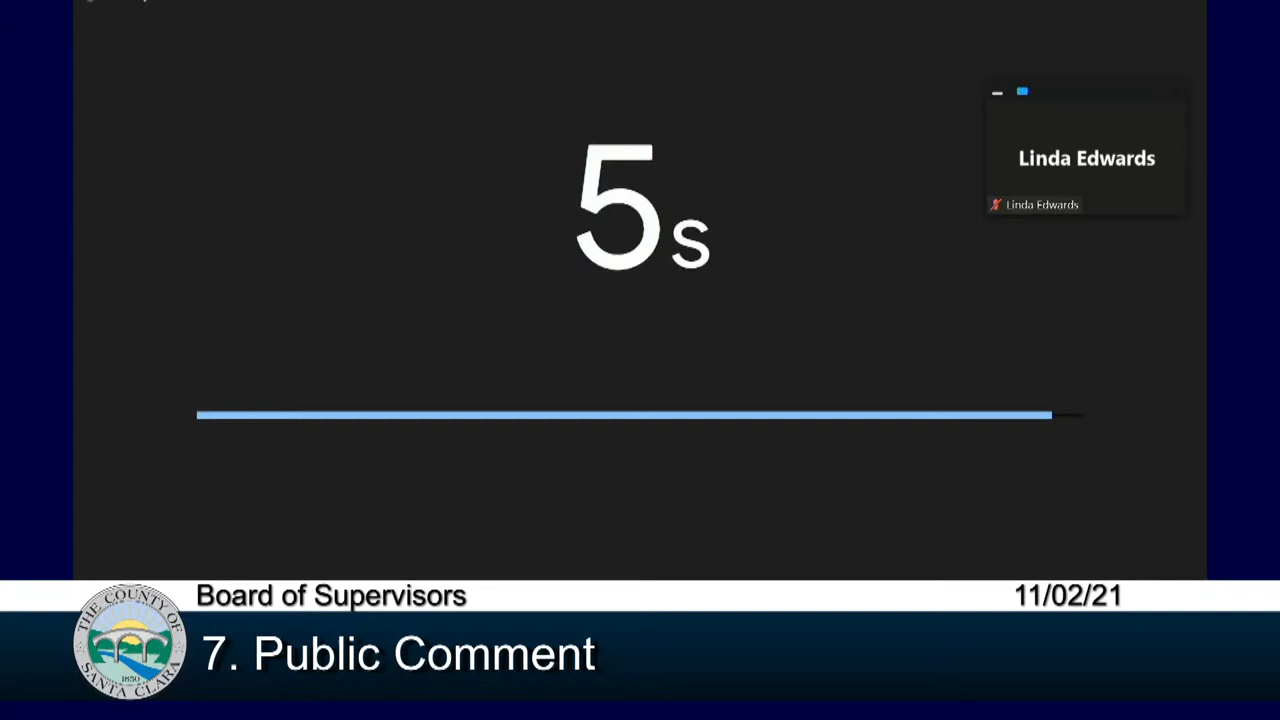 5s
Linda Edwards
Linda Edwards
Board of Supervisors
11/02/21
7. Public Comment
THE COUNTY OF
SANTA CLARA
1850